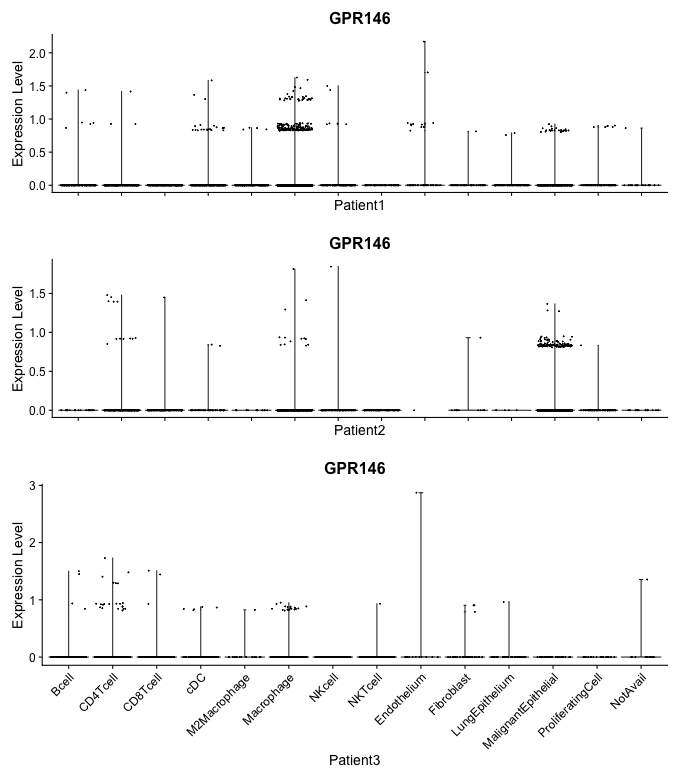 GPR146
Expression Level
2.0
1.5
1.0
0.5
0.0
Patient1
GPR146
Expression Level
1.5
1.0
0.5
0.0
Patient2
GPR146
Expression Level
3
2
1
0
Bcell
CD4Tcell
CD8Tcell
cDC
M2Macrophage
Macrophage
NKcell
NKTcell
Endothelium
Fibroblast
LungEpithelium
MalignantEpithelial
ProliferatingCell
NotAvail
Patient3